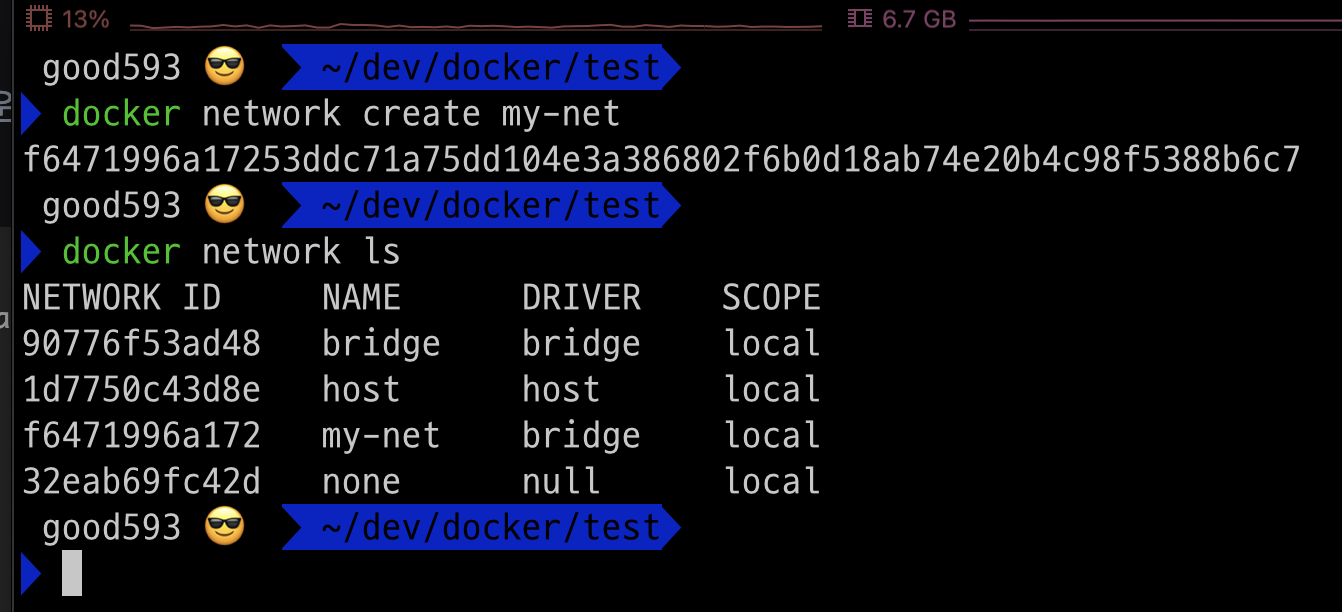 13% 6.7 GB
good593 😎 ~/dev/docker/test
docker network create my-net
f6471996a17253ddc71a75dd104e3a386802f6b0d18ab74e20b4c98f5388b6c7
good593 😎 ~/dev/docker/test
docker network ls
NETWORK ID NAME DRIVER SCOPE
90776f53ad48 bridge bridge local
1d7750c43d8e host host local
f6471996a172 my-net bridge local
32eab69fc42d none null local
good593 😎 ~/dev/docker/test